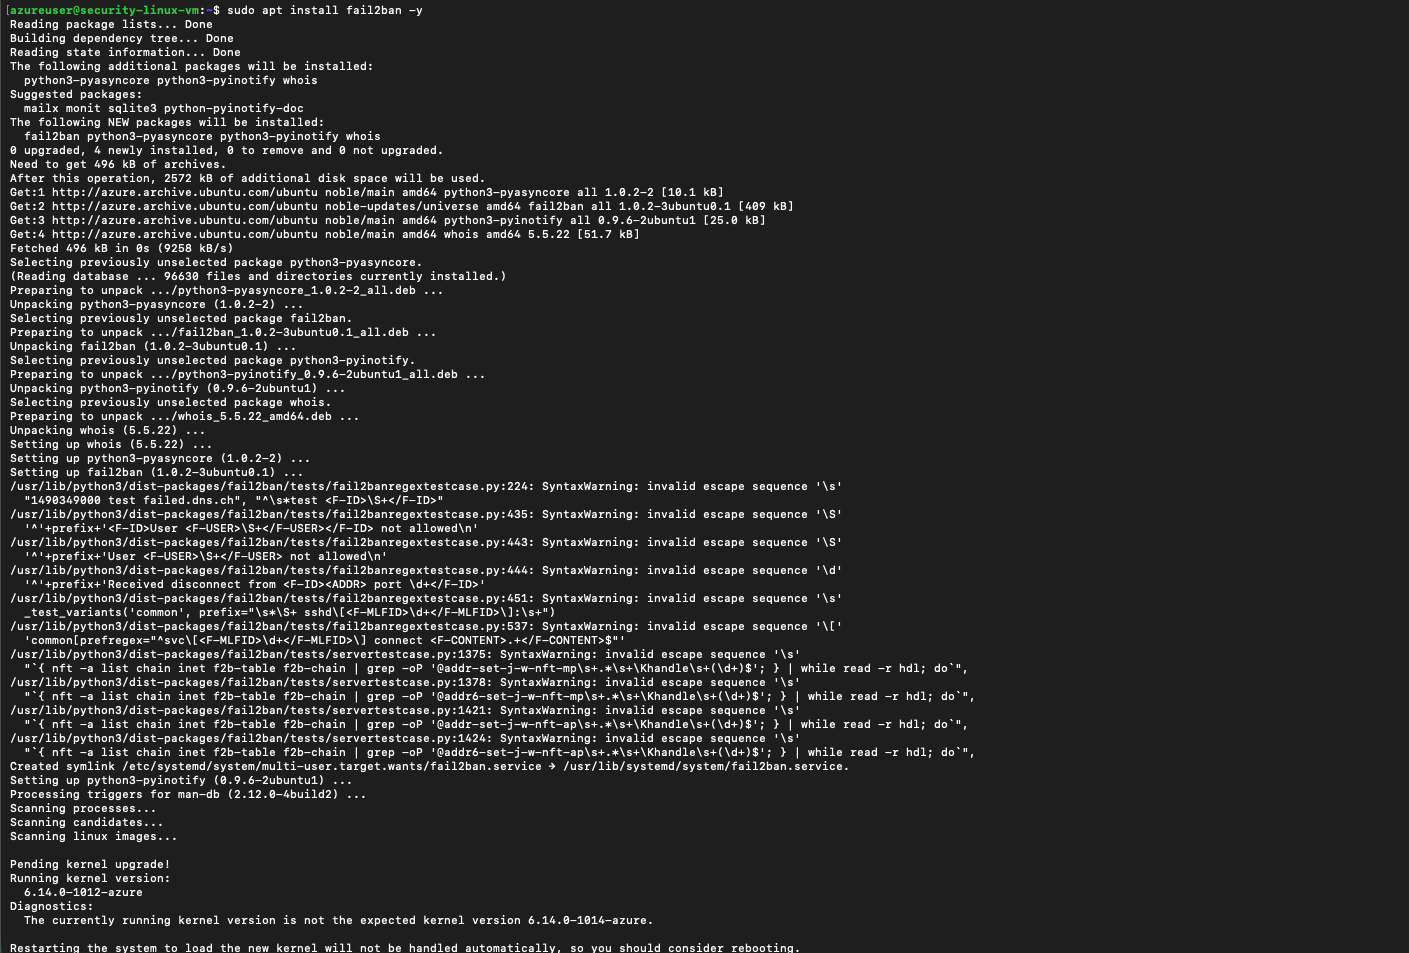 [azureuser@security-linux-vm:~$ sudo apt install fail2ban -y
Reading package lists... Done
Building dependency tree... Done
Reading state information... Done
The following additional packages will be installed:
  python3-pyasyncore python3-pyinotify whois
Suggested packages:
  mailx monit sqlite3 python-pyinotify-doc
The following NEW packages will be installed:
  fail2ban python3-pyasyncore python3-pyinotify whois
0 upgraded, 4 newly installed, 0 to remove and 0 not upgraded.
Need to get 496 kB of archives.
After this operation, 2572 kB of additional disk space will be used.
Get:1 http://azure.archive.ubuntu.com/ubuntu noble/main amd64 python3-pyasyncore all 1.0.2-2 [10.1 kB]
Get:2 http://azure.archive.ubuntu.com/ubuntu noble-updates/universe amd64 fail2ban all 1.0.2-3ubuntu0.1 [409 kB]
Get:3 http://azure.archive.ubuntu.com/ubuntu noble/main amd64 python3-pyinotify all 0.9.6-2ubuntu1 [25.0 kB]
Get:4 http://azure.archive.ubuntu.com/ubuntu noble/main amd64 whois amd64 5.5.22 [51.7 kB]
Fetched 496 kB in 0s (9258 kB/s)
Selecting previously unselected package python3-pyasyncore.
(Reading database ... 96630 files and directories currently installed.)
Preparing to unpack .../python3-pyasyncore_1.0.2-2_all.deb ...
Unpacking python3-pyasyncore (1.0.2-2) ...
Selecting previously unselected package fail2ban.
Preparing to unpack .../fail2ban_1.0.2-3ubuntu0.1_all.deb ...
Unpacking fail2ban (1.0.2-3ubuntu0.1) ...
Selecting previously unselected package python3-pyinotify.
Preparing to unpack .../python3-pyinotify_0.9.6-2ubuntu1_all.deb ...
Unpacking python3-pyinotify (0.9.6-2ubuntu1) ...
Selecting previously unselected package whois.
Preparing to unpack .../whois_5.5.22_amd64.deb ...
Unpacking whois (5.5.22) ...
Setting up whois (5.5.22) ...
Setting up python3-pyasyncore (1.0.2-2) ...
Setting up fail2ban (1.0.2-3ubuntu0.1) ...
/usr/lib/python3/dist-packages/fail2ban/tests/fail2banregextestcase.py:224: SyntaxWarning: invalid escape sequence '\s'
  "1490349000 test failed.dns.ch", "^\s*test <F-ID>\S+</F-ID>"
/usr/lib/python3/dist-packages/fail2ban/tests/fail2banregextestcase.py:435: SyntaxWarning: invalid escape sequence '\S'
  '^'+prefix+'<F-ID>User <F-USER>\S+</F-USER></F-ID> not allowed\n'
/usr/lib/python3/dist-packages/fail2ban/tests/fail2banregextestcase.py:443: SyntaxWarning: invalid escape sequence '\S'
  '^'+prefix+'User <F-USER>\S+</F-USER> not allowed\n'
/usr/lib/python3/dist-packages/fail2ban/tests/fail2banregextestcase.py:444: SyntaxWarning: invalid escape sequence '\d'
  '^'+prefix+'Received disconnect from <F-ID><ADDR> port \d+</F-ID>'
/usr/lib/python3/dist-packages/fail2ban/tests/fail2banregextestcase.py:451: SyntaxWarning: invalid escape sequence '\s'
  _test_variants('common', prefix="\s*\S+ sshd\[<F-MLFID>\d+</F-MLFID>\]:\s+")
/usr/lib/python3/dist-packages/fail2ban/tests/fail2banregextestcase.py:537: SyntaxWarning: invalid escape sequence '\['
  'common[prefregex="^svc\[<F-MLFID>\d+</F-MLFID>\] connect <F-CONTENT>.+</F-CONTENT>$"'
/usr/lib/python3/dist-packages/fail2ban/tests/servertestcase.py:1375: SyntaxWarning: invalid escape sequence '\s'
  "`{ nft -a list chain inet f2b-table f2b-chain | grep -oP '@addr-set-j-w-nft-mp\s+.*\s+\Khandle\s+(\d+)$'; } | while read -r hdl; do`",
/usr/lib/python3/dist-packages/fail2ban/tests/servertestcase.py:1378: SyntaxWarning: invalid escape sequence '\s'
  "`{ nft -a list chain inet f2b-table f2b-chain | grep -oP '@addr6-set-j-w-nft-mp\s+.*\s+\Khandle\s+(\d+)$'; } | while read -r hdl; do`",
/usr/lib/python3/dist-packages/fail2ban/tests/servertestcase.py:1421: SyntaxWarning: invalid escape sequence '\s'
  "`{ nft -a list chain inet f2b-table f2b-chain | grep -oP '@addr-set-j-w-nft-ap\s+.*\s+\Khandle\s+(\d+)$'; } | while read -r hdl; do`",
/usr/lib/python3/dist-packages/fail2ban/tests/servertestcase.py:1424: SyntaxWarning: invalid escape sequence '\s'
  "`{ nft -a list chain inet f2b-table f2b-chain | grep -oP '@addr6-set-j-w-nft-ap\s+.*\s+\Khandle\s+(\d+)$'; } | while read -r hdl; do`",
Created symlink /etc/systemd/system/multi-user.target.wants/fail2ban.service → /usr/lib/systemd/system/fail2ban.service.
Setting up python3-pyinotify (0.9.6-2ubuntu1) ...
Processing triggers for man-db (2.12.0-4build2) ...
Scanning processes...
Scanning candidates...
Scanning linux images...

Pending kernel upgrade!
Running kernel version:
  6.14.0-1012-azure
Diagnostics:
  The currently running kernel version is not the expected kernel version 6.14.0-1014-azure.

Restarting the system to load the new kernel will not be handled automatically, so you should consider rebooting.